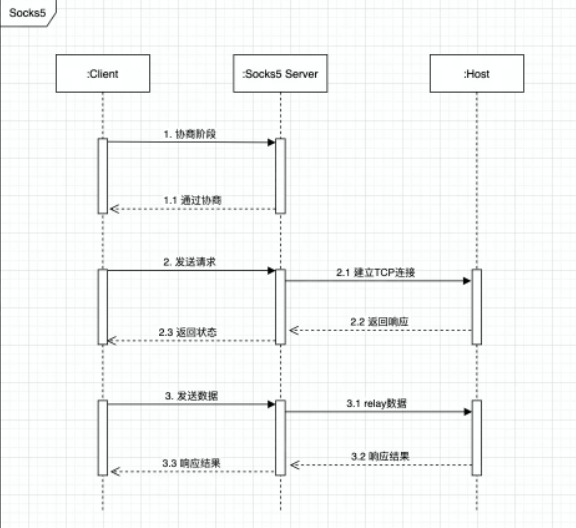 Socks5
:Client
:Socks5 Server
:Host
1. 协商阶段
1.1 通过协商
2. 发送请求
2.1 建立TCP连接
2.2 返回响应
2.3 返回状态
3. 发送数据
3.1 relay数据
3.2 响应结果
3.3 响应结果